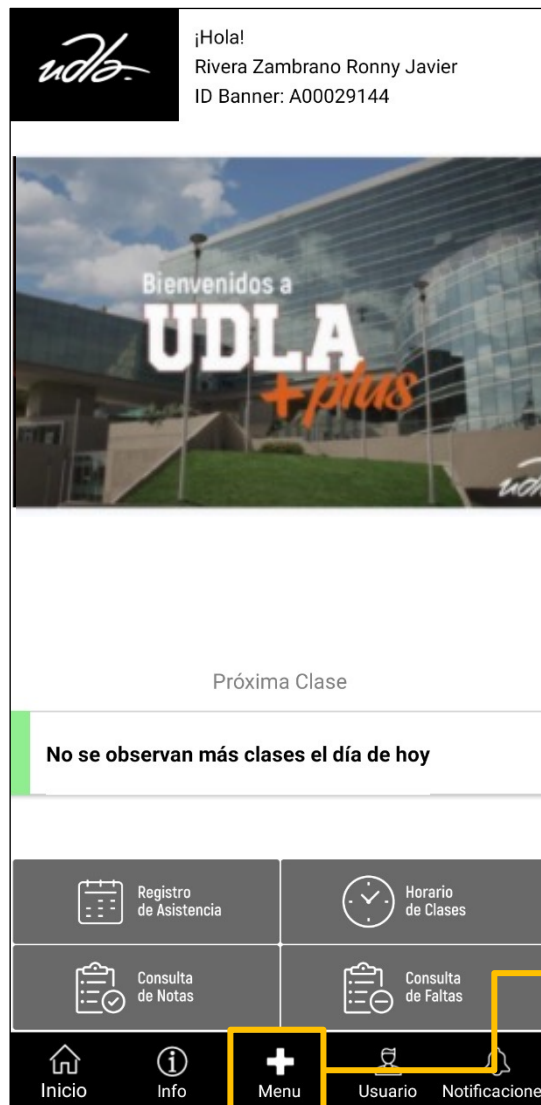 udla.
¡Hola!
Rivera Zambrano Ronny Javier
ID Banner: A00029144
Bienvenidos a
UDLA
+plus
udla
Próxima Clase
No se observan más clases el día de hoy
Registro
de Asistencia
Horario
de Clases
Consulta
de Notas
Consulta
de Faltas
Inicio
Info
Menu
Usuario
Notificacione